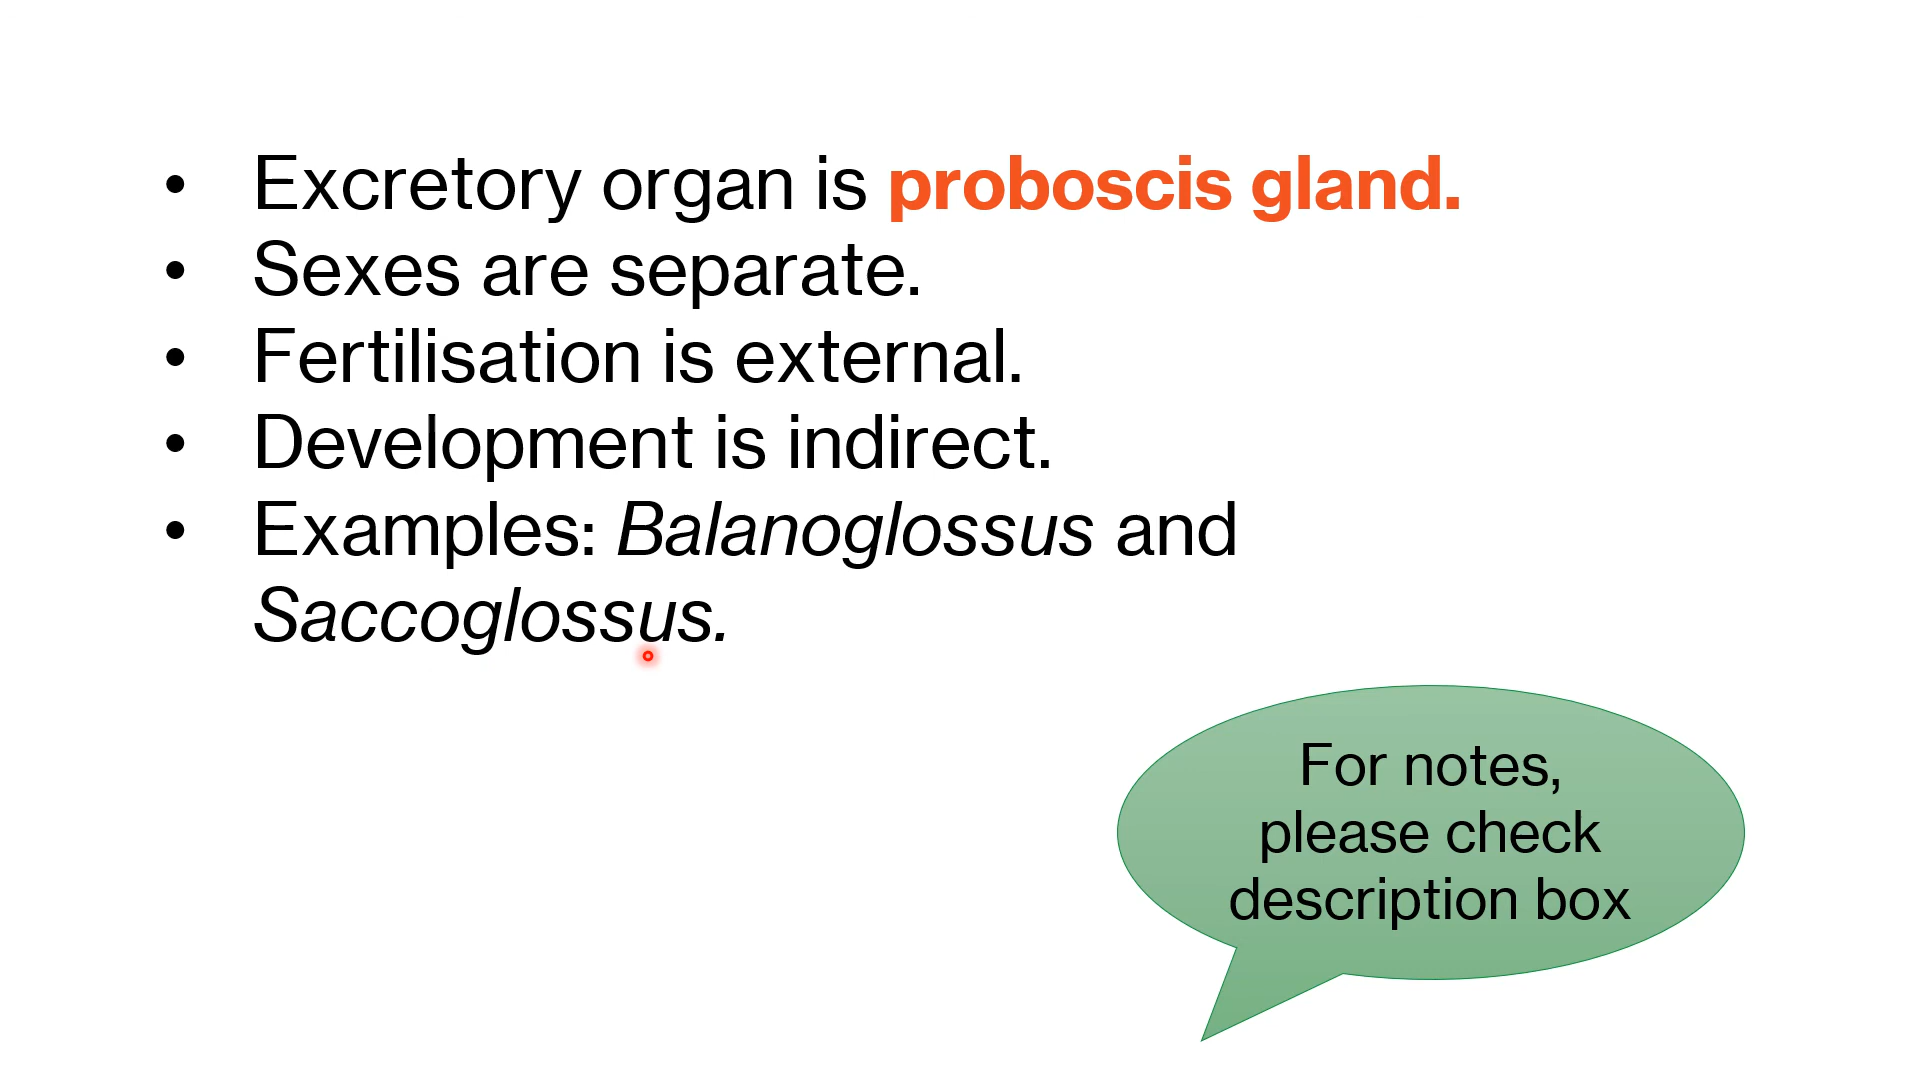 • Excretory organ is proboscis gland.
• Sexes are separate.
• Fertilisation is external.
• Development is indirect.
• Examples: Balanoglossus and
Saccoglossus.
For notes,
please check
description box